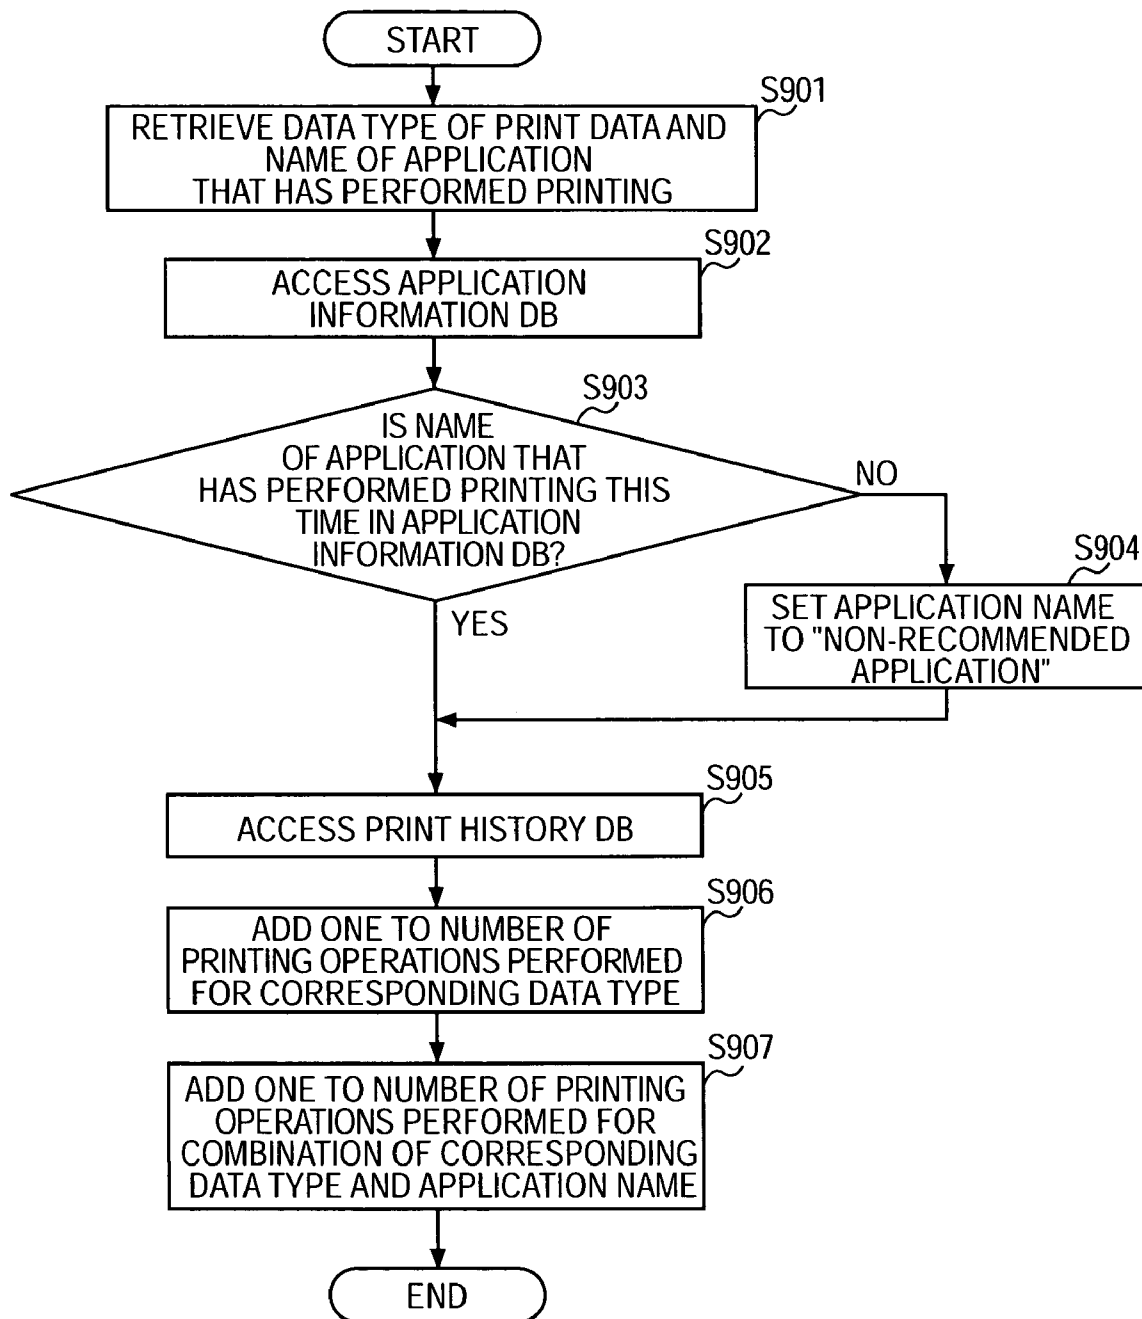 START
S901
RETRIEVE DATA TYPE OF PRINT DATA AND
NAME OF APPLICATION
THAT HAS PERFORMED PRINTING
S902
ACCESS APPLICATION
INFORMATION DB
S903
IS NAME
OF APPLICATION THAT
HAS PERFORMED PRINTING THIS
TIME IN APPLICATION
INFORMATION DB?
NO
YES
S904
SET APPLICATION NAME
TO "NON-RECOMMENDED
APPLICATION"
S905
ACCESS PRINT HISTORY DB
S906
ADD ONE TO NUMBER OF
PRINTING OPERATIONS PERFORMED
FOR CORRESPONDING DATA TYPE
S907
ADD ONE TO NUMBER OF PRINTING
OPERATIONS PERFORMED FOR
COMBINATION OF CORRESPONDING
DATA TYPE AND APPLICATION NAME
END